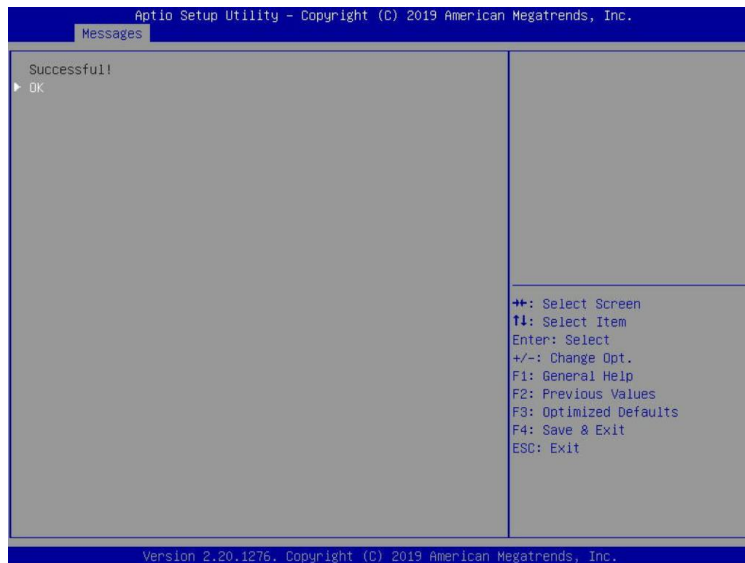 Aptio Setup Utility – Copyright (C) 2019 American Megatrends, Inc.
Messages
Successful!
▶ OK
→←: Select Screen
↑↓: Select Item
Enter: Select
+/-: Change Opt.
F1: General Help
F2: Previous Values
F3: Optimized Defaults
F4: Save & Exit
ESC: Exit
Version 2.20.1276. Copyright (C) 2019 American Megatrends, Inc.